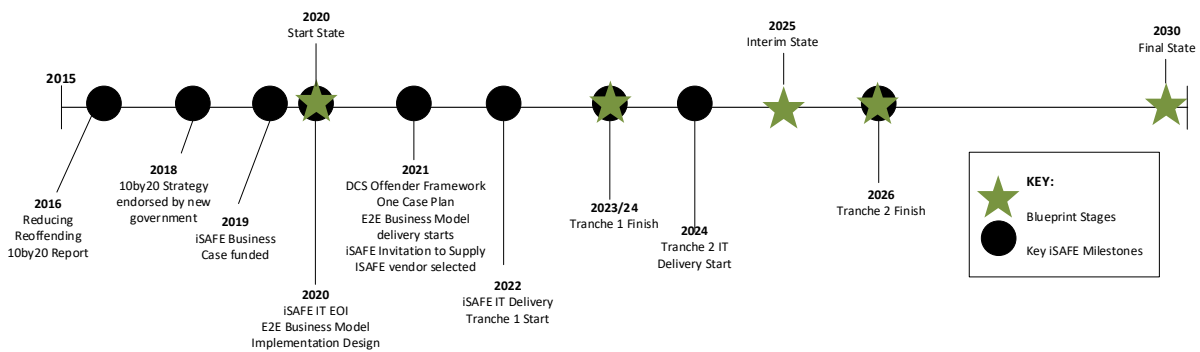 2020
Start State
2025
Interim State
2030
Final State
2015
2016
Reducing
Reoffending
10by20 Report
2018
10by20 Strategy
endorsed by new
government
2019
iSAFE Business
Case funded
2020
iSAFE IT EOI
E2E Business Model
Implementation Design
2021
DCS Offender Framework
One Case Plan
E2E Business Model
delivery starts
iSAFE Invitation to Supply
ISAFE vendor selected
2022
iSAFE IT Delivery
Tranche 1 Start
2023/24
Tranche 1 Finish
2024
Tranche 2 IT
Delivery Start
2026
Tranche 2 Finish
KEY:
Blueprint Stages
Key iSAFE Milestones